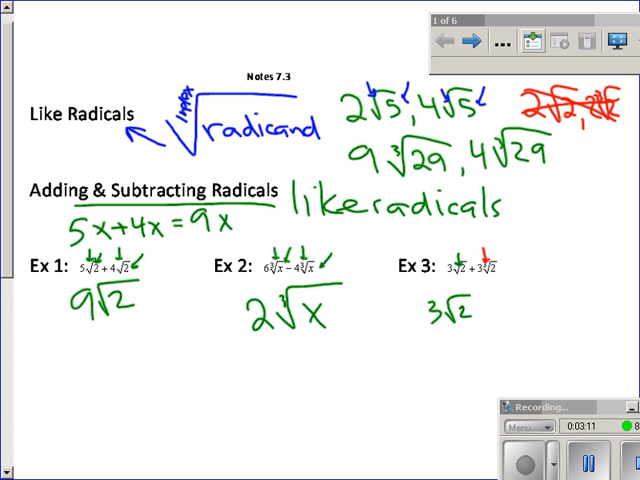 1 of 6
Notes 7.3
Like Radicals
index
√radicand
2√5, 4√5
2√2, 2∛2
9∛29, 4∛29
Adding & Subtracting Radicals
like radicals
5x+4x=9x
Ex 1: 5√2 + 4√2
Ex 2: 6∛x − 4∛x
Ex 3: 3√2 + 3∛2
9√2
2∛x
3√2
Recording...
Menu
0:03:11
8